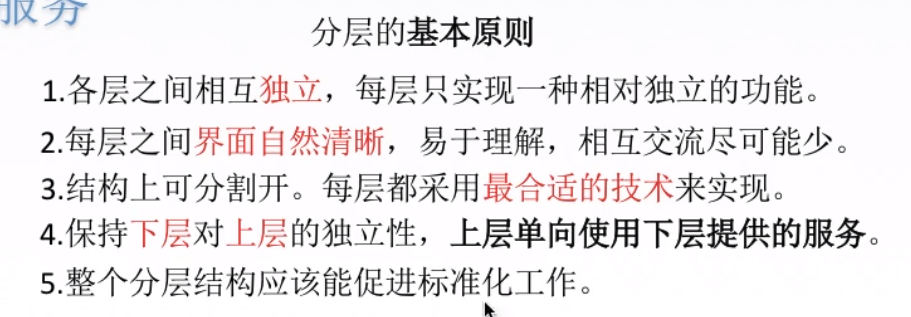 服务
分层的基本原则
1.各层之间相互独立，每层只实现一种相对独立的功能。
2.每层之间界面自然清晰，易于理解，相互交流尽可能少。
3.结构上可分割开。每层都采用最合适的技术来实现。
4.保持下层对上层的独立性，上层单向使用下层提供的服务。
5.整个分层结构应该能促进标准化工作。